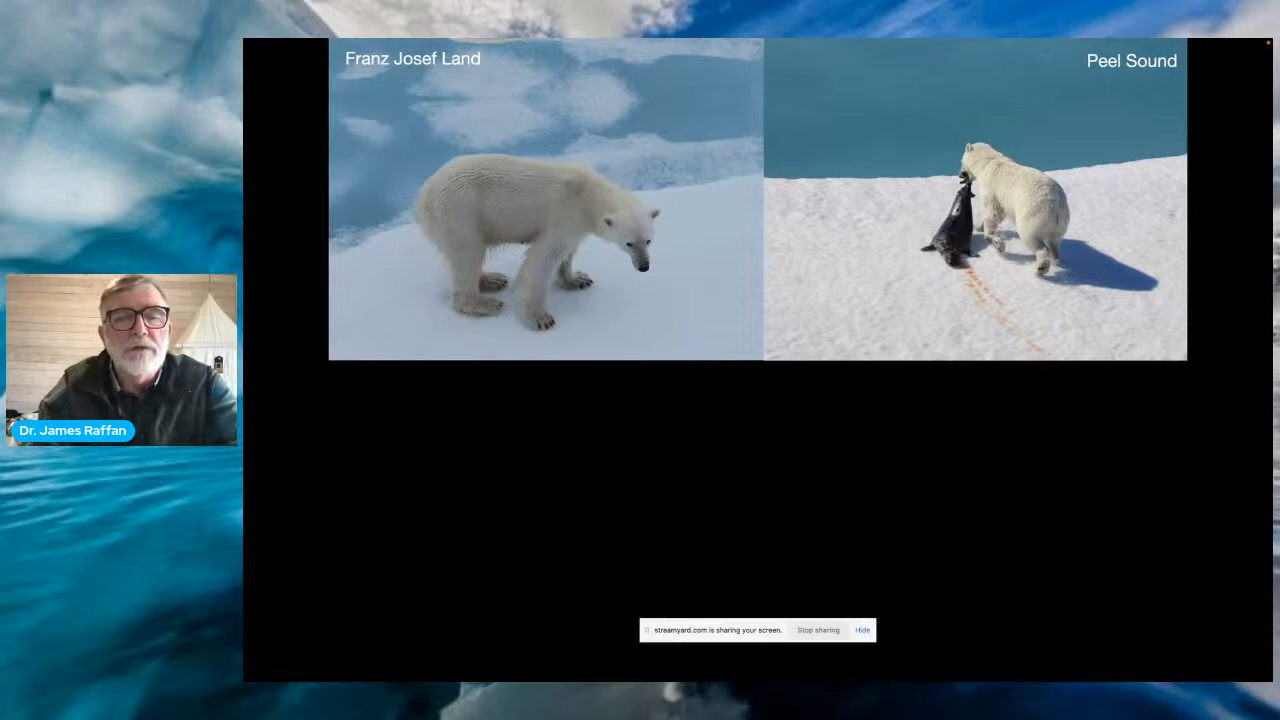 Franz Josef Land
Peel Sound
Dr. James Raffan
streamyard.com is sharing your screen. Stop sharing Hide